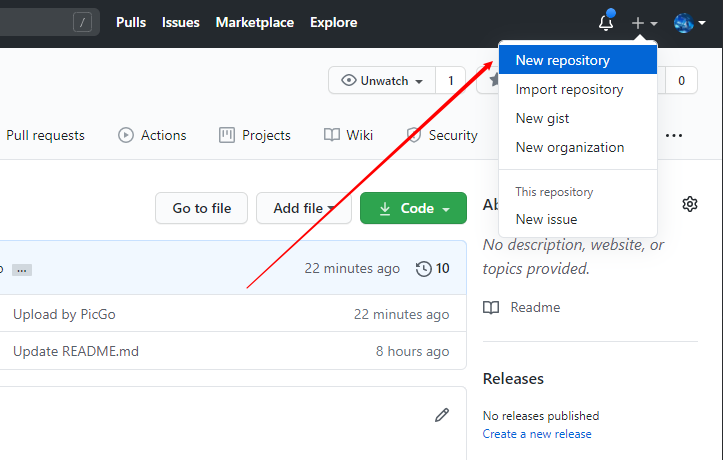 / Pulls Issues Marketplace Explore
New repository
Import repository
New gist
New organization
This repository
New issue
Unwatch 1 0
Pull requests Actions Projects Wiki Security ...
Go to file Add file Code
... 22 minutes ago 10
Upload by PicGo 22 minutes ago
Update README.md 8 hours ago
No description, website, or
topics provided.
Readme
Releases
No releases published
Create a new release